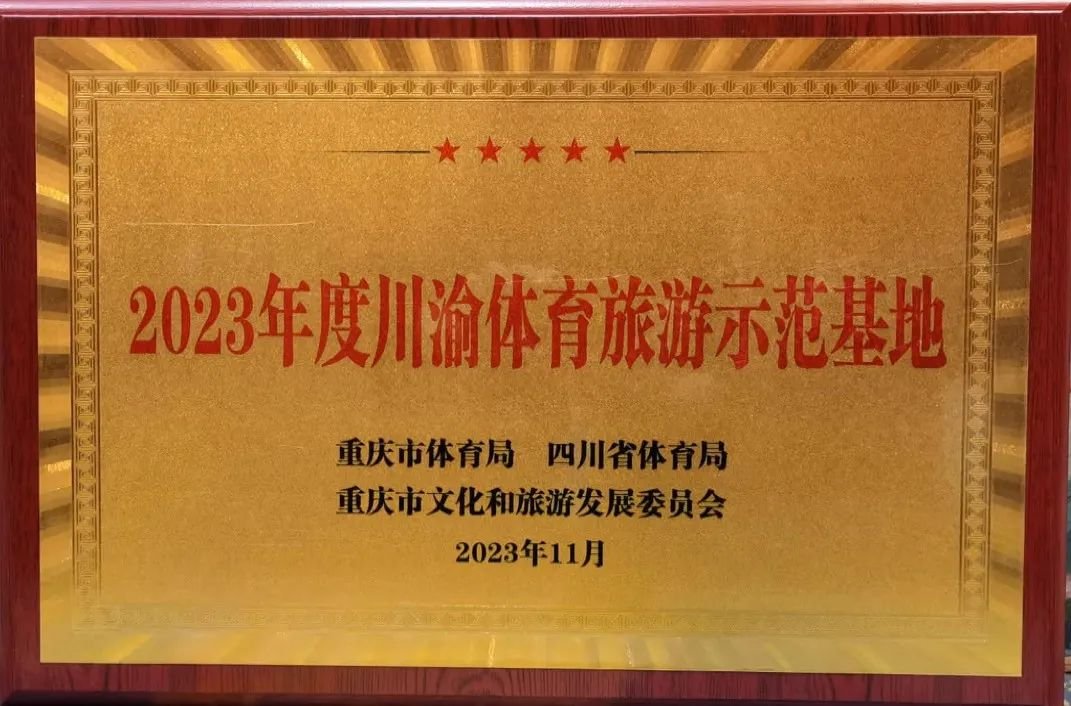 2023年度川渝体育旅游示范基地
重庆市体育局 四川省体育局
重庆市文化和旅游发展委员会
2023年11月